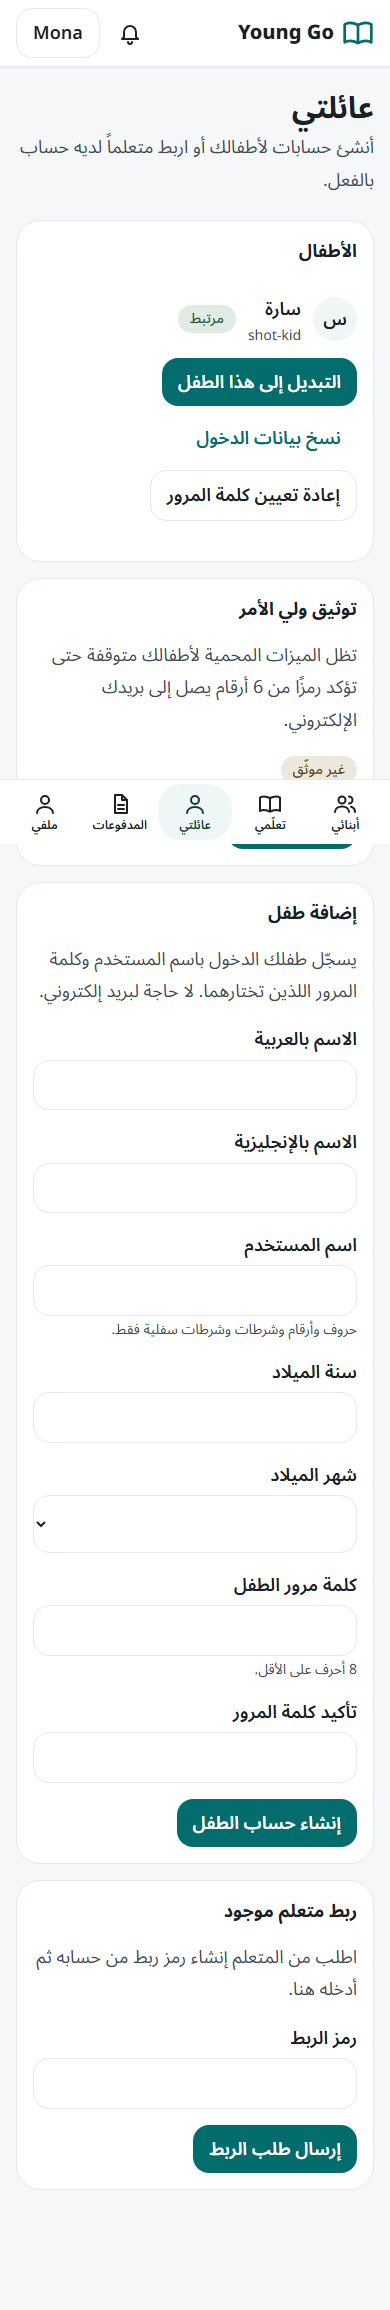 Young Go
Mona
عائلتي
أنشئ حسابات لأطفالك أو اربط متعلماً لديه حساب
بالفعل.
الأطفال
س
سارة
مرتبط
shot-kid
التبديل إلى هذا الطفل
نسخ بيانات الدخول
إعادة تعيين كلمة المرور
توثيق ولي الأمر
تظل الميزات المحمية لأطفالك متوقفة حتى
تؤكد رمزًا من 6 أرقام يصل إلى بريدك
الإلكتروني.
غير موثّق
أبنائي
تعلّمي
عائلتي
المدفوعات
ملفي
إضافة طفل
يسجّل طفلك الدخول باسم المستخدم وكلمة
المرور اللذين تختارهما. لا حاجة لبريد إلكتروني.
الاسم بالعربية
الاسم بالإنجليزية
اسم المستخدم
حروف وأرقام وشرطات وشرطات سفلية فقط.
سنة الميلاد
شهر الميلاد
كلمة مرور الطفل
8 أحرف على الأقل.
تأكيد كلمة المرور
إنشاء حساب الطفل
ربط متعلم موجود
اطلب من المتعلم إنشاء رمز ربط من حسابه ثم
أدخله هنا.
رمز الربط
إرسال طلب الربط